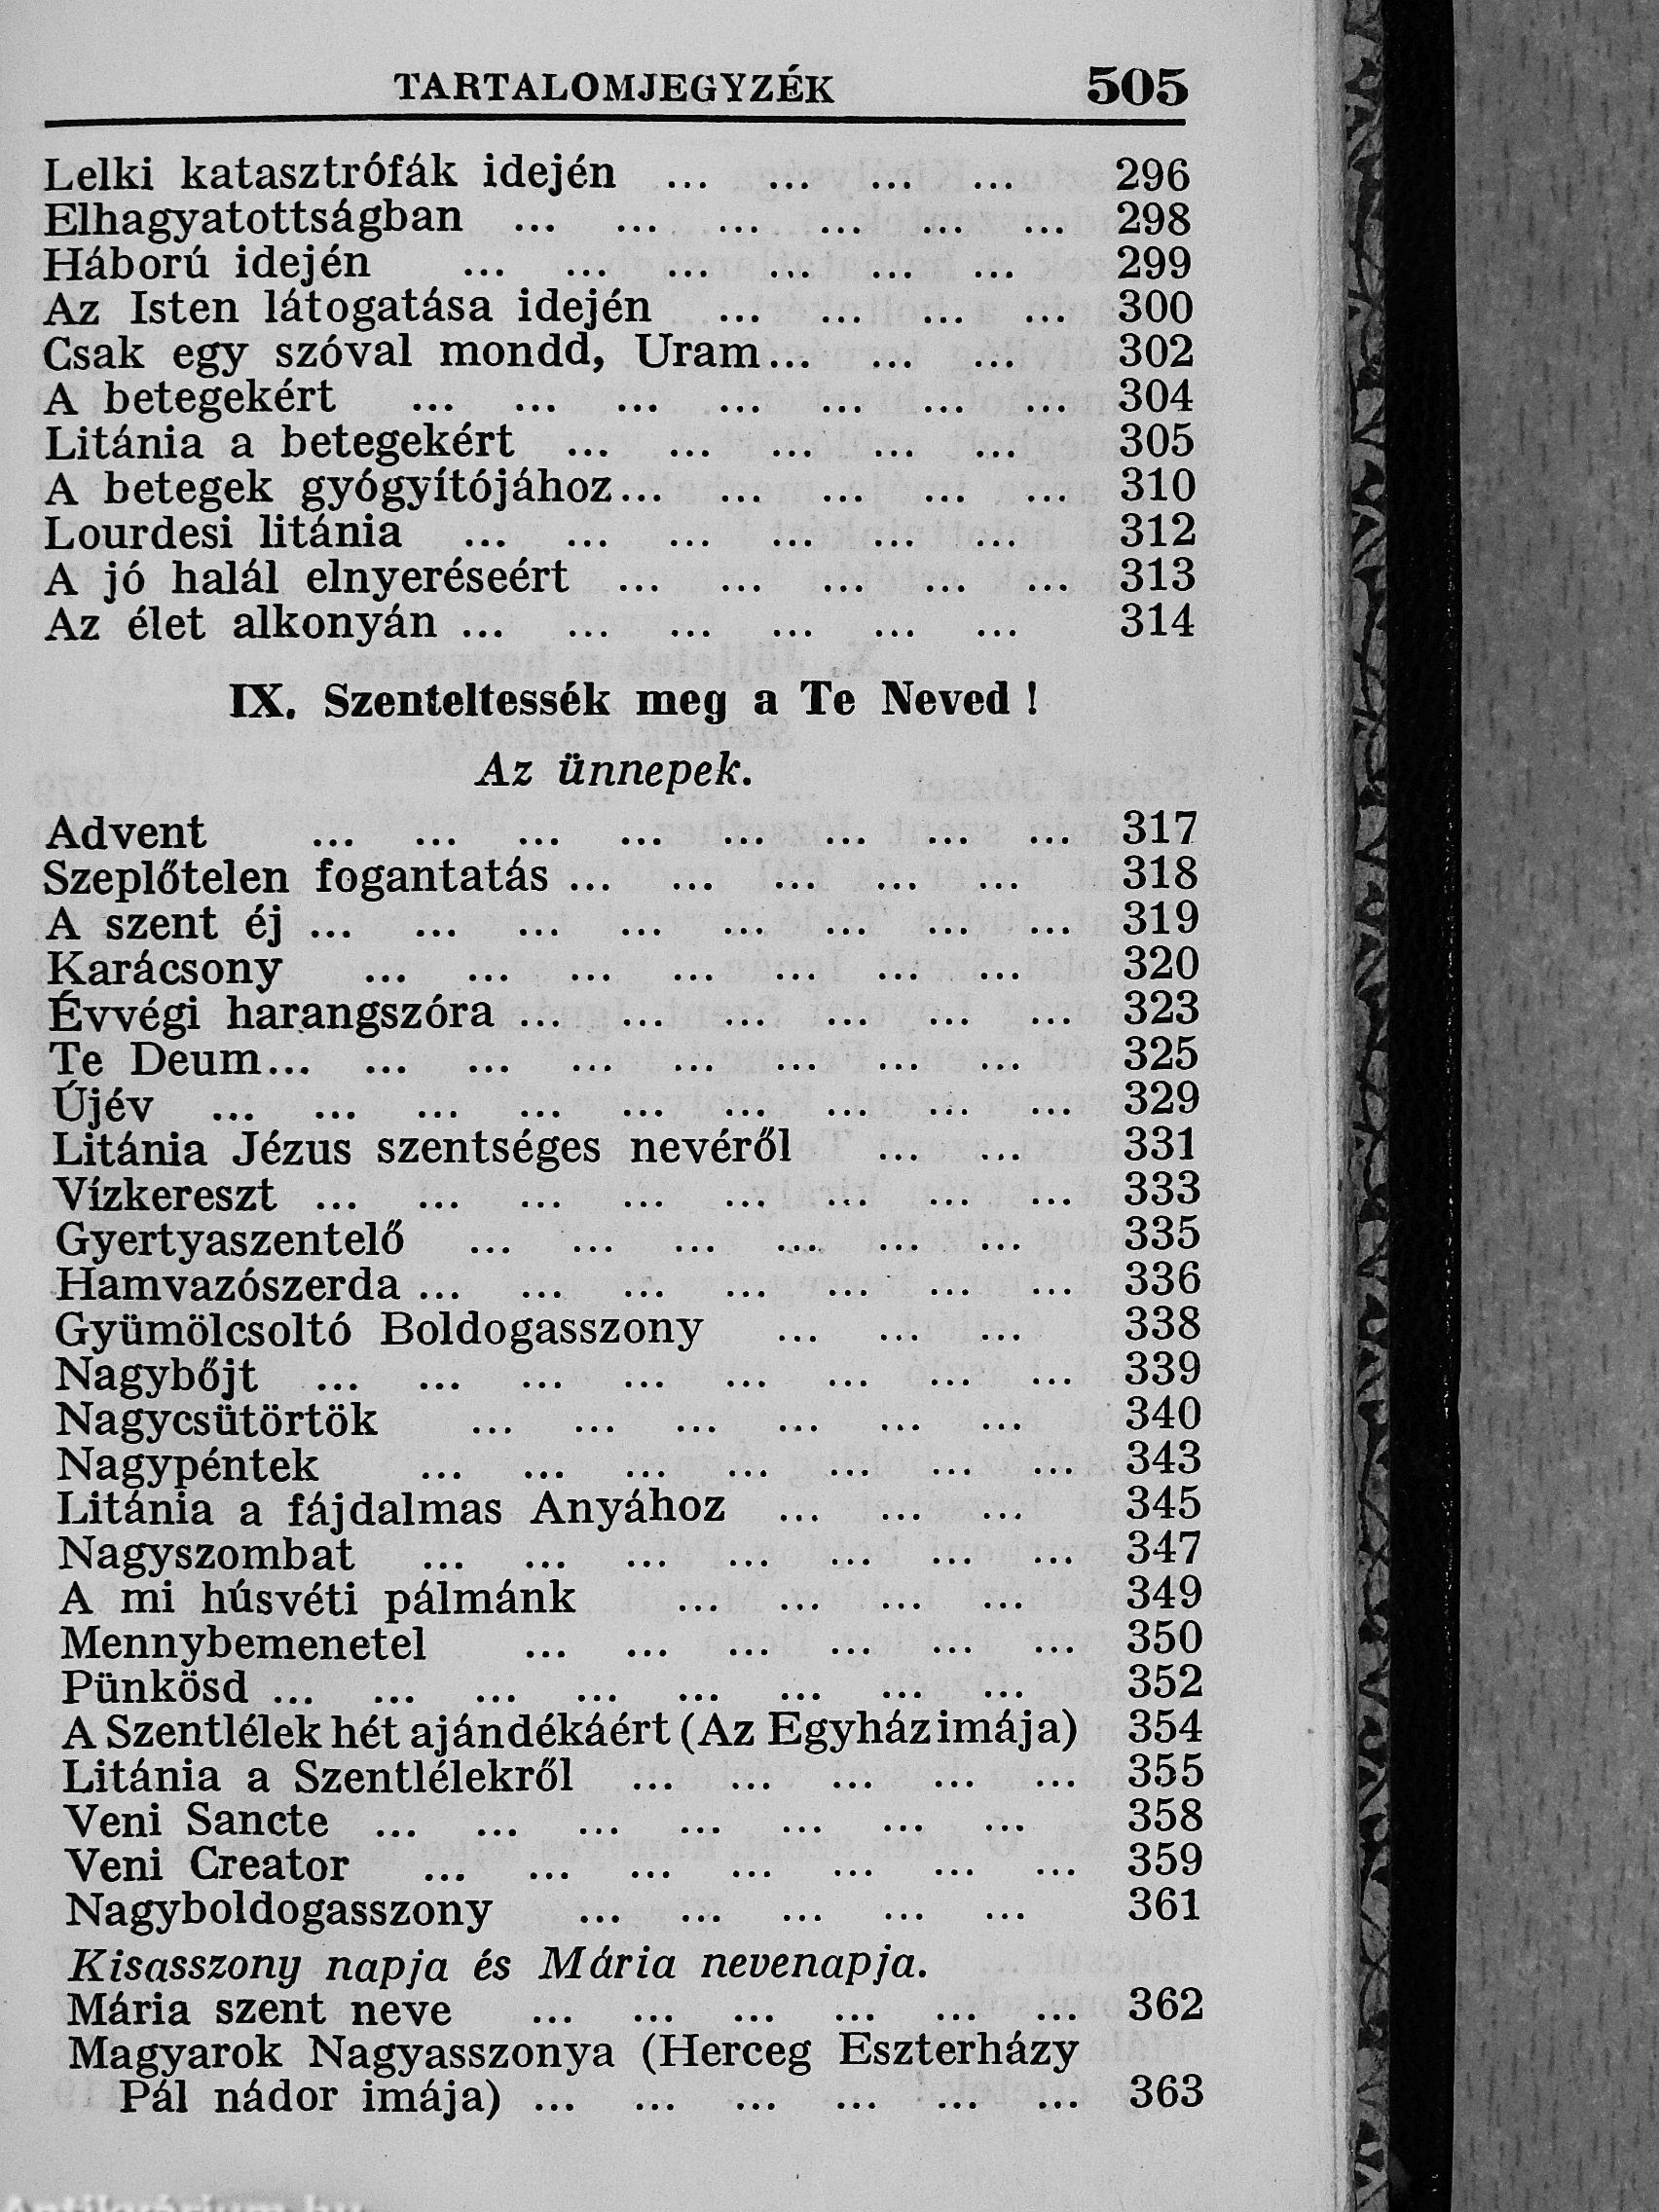 TARTALOMJEGYZÉK 505
Lelki katasztrófák idején ... ... ... ... 296
Elhagyatottságban ... ... ... ... ... ... 298
Háború idején ... ... ... ... ... ... 299
Az Isten látogatása idején ... ... ... ... 300
Csak egy szóval mondd, Uram... ... ... 302
A betegekért ... ... ... ... ... ... ... 304
Litánia a betegekért ... ... ... ... ... 305
A betegek gyógyítójához... ... ... ... ... 310
Lourdesi litánia ... ... ... ... ... ... 312
A jó halál elnyeréseért ... ... ... ... ... 313
Az élet alkonyán ... ... ... ... ... ... 314
IX. Szenteltessék meg a Te Neved !
Az ünnepek.
Advent ... ... ... ... ... ... ... ... 317
Szeplőtelen fogantatás ... ... ... ... ... 318
A szent éj ... ... ... ... ... ... ... ... 319
Karácsony ... ... ... ... ... ... ... 320
Évvégi harangszóra ... ... ... ... ... ... 323
Te Deum... ... ... ... ... ... ... ... 325
Újév ... ... ... ... ... ... ... ... ... 329
Litánia Jézus szentséges nevéről ... ... 331
Vízkereszt ... ... ... ... ... ... ... ... 333
Gyertyaszentelő ... ... ... ... ... ... 335
Hamvazószerda ... ... ... ... ... ... ... 336
Gyümölcsoltó Boldogasszony ... ... ... 338
Nagybőjt ... ... ... ... ... ... ... ... 339
Nagycsütörtök ... ... ... ... ... ... 340
Nagypéntek ... ... ... ... ... ... ... 343
Litánia a fájdalmas Anyához ... ... ... 345
Nagyszombat ... ... ... ... ... ... ... 347
A mi húsvéti pálmánk ... ... ... ... 349
Mennybemenetel ... ... ... ... ... ... 350
Pünkösd ... ... ... ... ... ... ... ... 352
A Szentlélek hét ajándékáért (Az Egyház imája) 354
Litánia a Szentlélekről ... ... ... ... ... 355
Veni Sancte ... ... ... ... ... ... ... 358
Veni Creator ... ... ... ... ... ... ... 359
Nagyboldogasszony ... ... ... ... ... 361
Kisasszony napja és Mária nevenapja.
Mária szent neve ... ... ... ... ... ... 362
Magyarok Nagyasszonya (Herceg Eszterházy
Pál nádor imája) ... ... ... ... ... ... 363